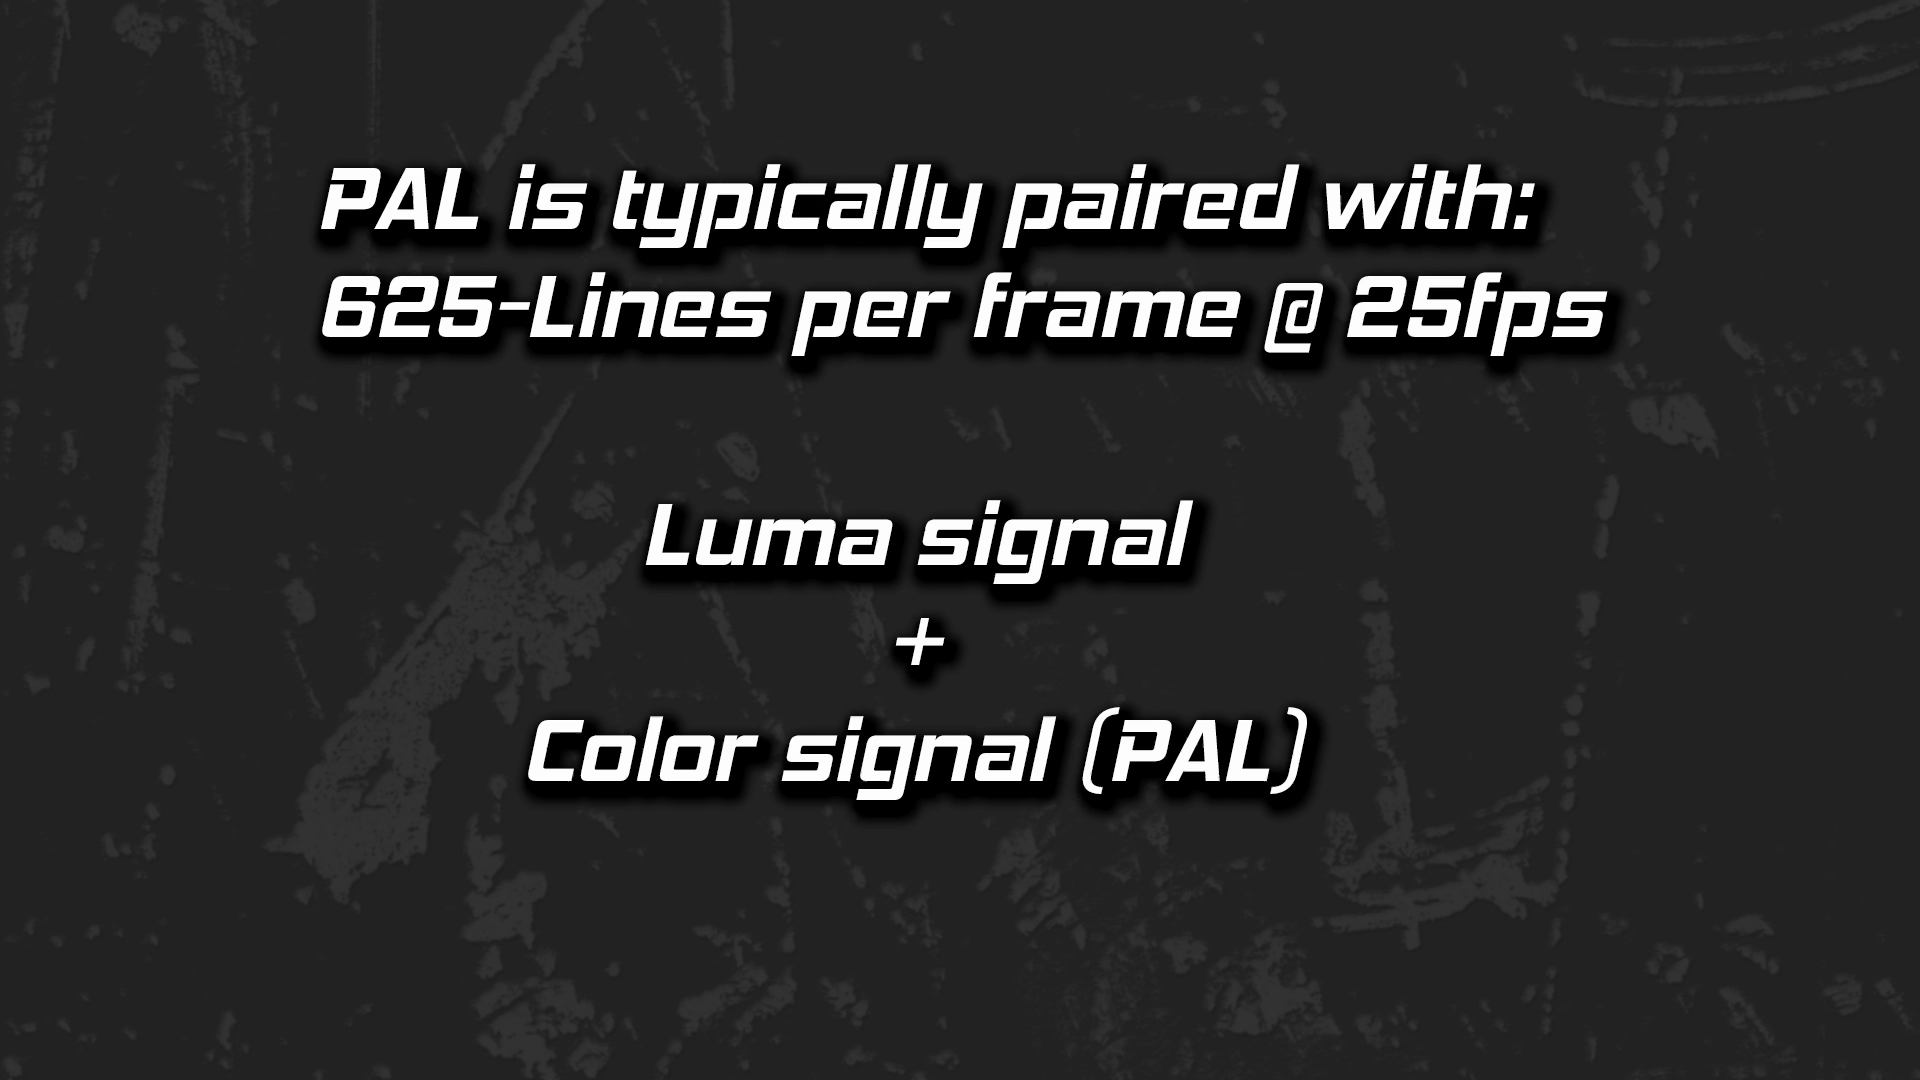 PAL is typically paired with:
625-Lines per frame @ 25fps
Luma signal
+
Color signal (PAL)